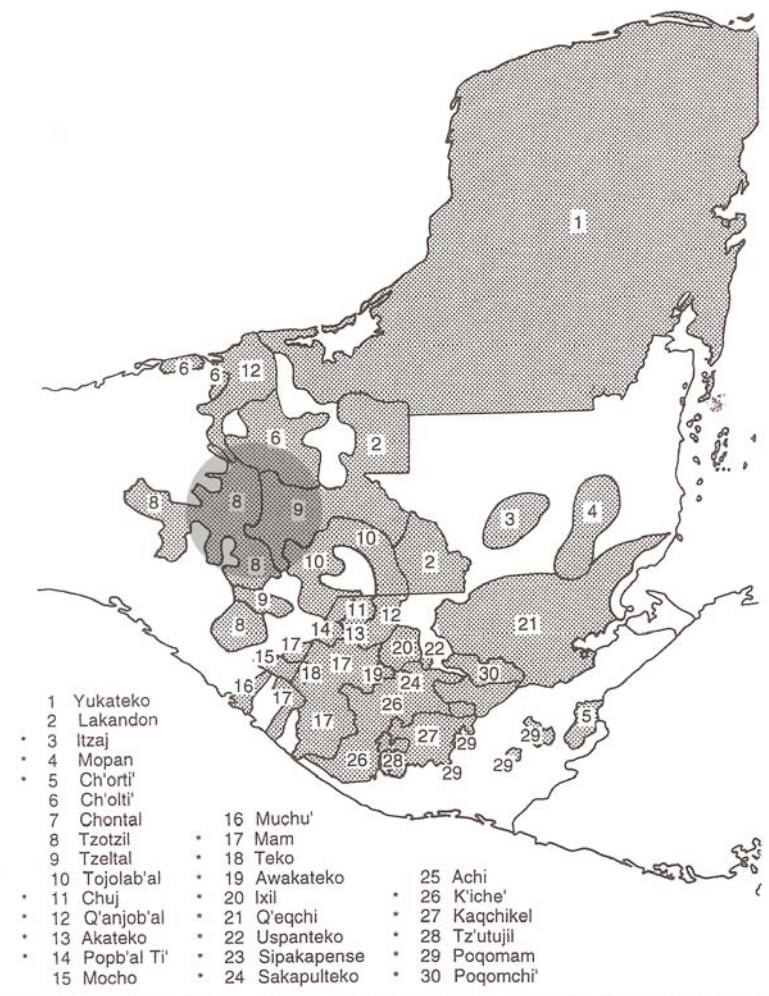 1
6 6 12
6 2
8 8 9 3 4
10
8 10 2
9 11 12
8 14 13 21
17 20 22
15 18 17 19 30
16 17 24
26
17 27 29 29 5
26 28 29 29
1 Yukateko
2 Lakandon
* 3 Itzaj
* 4 Mopan
* 5 Ch'orti'
6 Ch'olti'
7 Chontal
8 Tzotzil
9 Tzeltal
10 Tojolab'al
* 11 Chuj
* 12 Q'anjob'al
* 13 Akateko
* 14 Popb'al Ti'
15 Mocho
16 Muchu'
* 17 Mam
* 18 Teko
* 19 Awakateko
* 20 Ixil
* 21 Q'eqchi
* 22 Uspanteko
* 23 Sipakapense
* 24 Sakapulteko
25 Achi
* 26 K'iche'
* 27 Kaqchikel
* 28 Tz'utujil
* 29 Poqomam
* 30 Poqomchi'